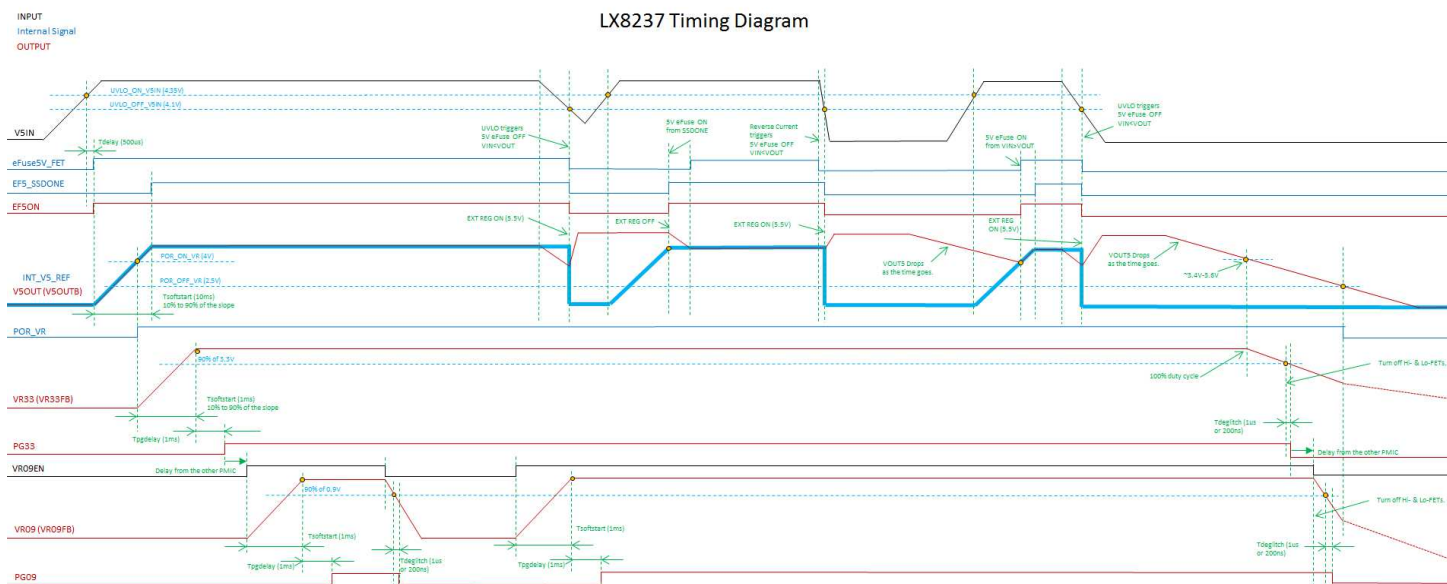 LX8237 Timing Diagram
INPUT
Internal Signal
OUTPUT
UVLO_ON_V5IN (4.35V)
UVLO_OFF_V5IN (4.1V)
V5IN
Tdelay (500us)
UVLO triggers
5V eFuse OFF
VIN<VOUT
5V eFuse ON
from SSDONE
Reverse Current
triggers
5V eFuse OFF
VIN<VOUT
5V eFuse ON
from VIN>VOUT
UVLO triggers
5V eFuse OFF
VIN<VOUT
eFuse5V_FET
EF5_SSDONE
EF5ON
EXT REG ON (5.5V)
EXT REG OFF
EXT REG ON (5.5V)
EXT REG
ON (5.5V)
POR_ON_VR (4V)
POR_OFF_VR (2.5V)
INT_V5_REF
V5OUT (V5OUTB)
Tsoftstart (10ms)
10% to 90% of the slope
VOUT5 Drops
as the time goes.
VOUT5 Drops
as the time goes.
~3.4V-3.8V
POR_VR
90% of 3.3V
100% duty cycle
Turn off Hi- & Lo-FETs.
VR33 (VR33FB)
Tsoftstart (1ms)
10% to 90% of the slope
Tpgdelay (1ms)
Tdeglitch (1us
or 200ns)
PG33
Delay from the other PMIC
Delay from the other PMIC
VR09EN
90% of 0.9V
Turn off Hi- & Lo-FETs.
VR09 (VR09FB)
Tsoftstart (1ms)
Tsoftstart (1ms)
Tpgdelay (1ms)
Tdeglitch (1us
or 200ns)
Tpgdelay (1ms)
Tdeglitch (1us
or 200ns)
PG09